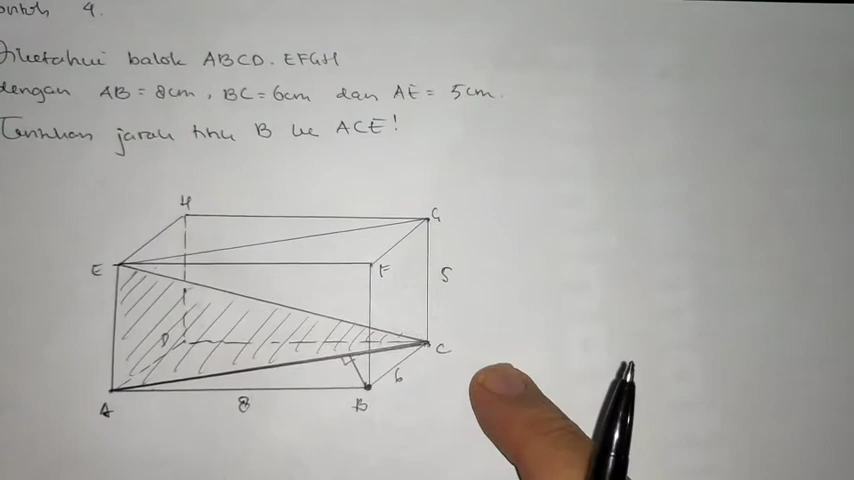 ontoh 4.
Diketahui balok ABCD.EFGH
dengan AB = 8cm, BC = 6cm dan AE = 5cm.
Tentukan jarak titik B ke ACE!
H
G
E
F
5
D
C
6
A
8
B